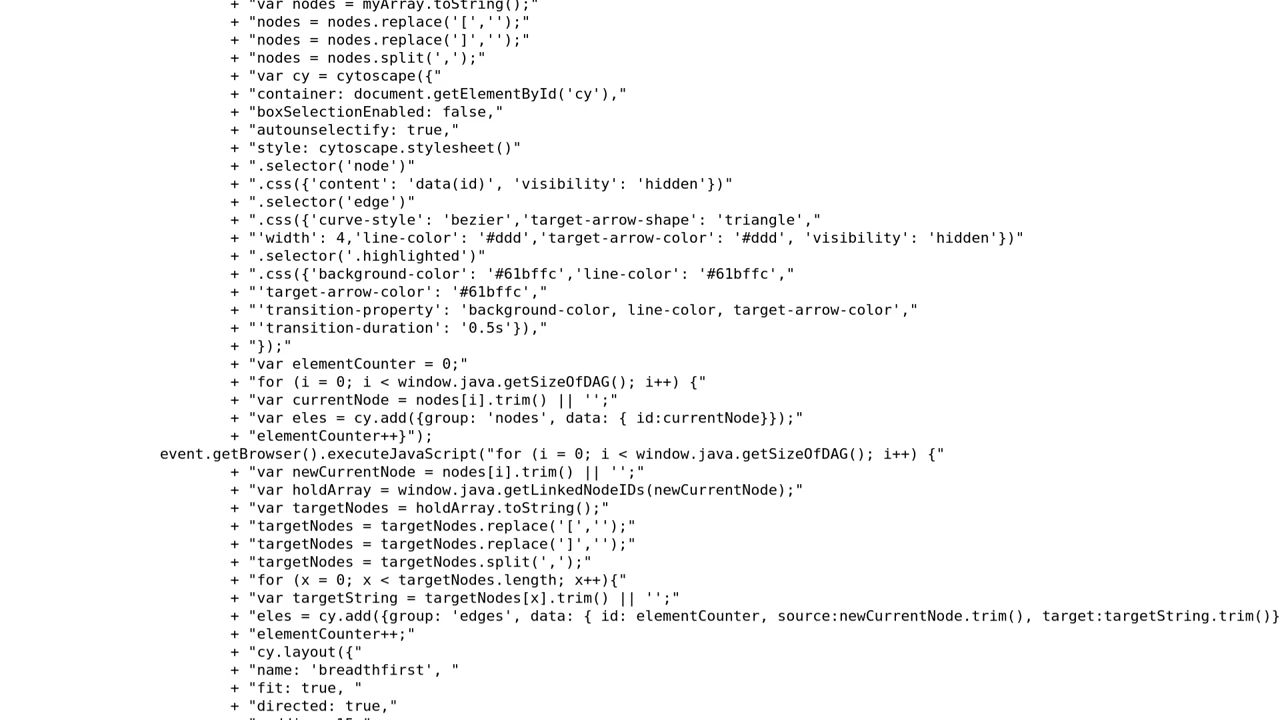 + "var nodes = myArray.toString();"
+ "nodes = nodes.replace('[','');"
+ "nodes = nodes.replace(']','');"
+ "nodes = nodes.split(',');"
+ "var cy = cytoscape({"
+ "container: document.getElementById('cy'),"
+ "boxSelectionEnabled: false,"
+ "autounselectify: true,"
+ "style: cytoscape.stylesheet()"
+ ".selector('node')"
+ ".css({'content': 'data(id)', 'visibility': 'hidden'})"
+ ".selector('edge')"
+ ".css({'curve-style': 'bezier','target-arrow-shape': 'triangle',"
+ "'width': 4,'line-color': '#ddd','target-arrow-color': '#ddd', 'visibility': 'hidden'})"
+ ".selector('.highlighted')"
+ ".css({'background-color': '#61bffc','line-color': '#61bffc',"
+ "'target-arrow-color': '#61bffc',"
+ "'transition-property': 'background-color, line-color, target-arrow-color',"
+ "'transition-duration': '0.5s'}),"
+ "});"
+ "var elementCounter = 0;"
+ "for (i = 0; i < window.java.getSizeOfDAG(); i++) {"
+ "var currentNode = nodes[i].trim() || '';"
+ "var eles = cy.add({group: 'nodes', data: { id:currentNode}});"
+ "elementCounter++}");
event.getBrowser().executeJavaScript("for (i = 0; i < window.java.getSizeOfDAG(); i++) {"
+ "var newCurrentNode = nodes[i].trim() || '';"
+ "var holdArray = window.java.getLinkedNodeIDs(newCurrentNode);"
+ "var targetNodes = holdArray.toString();"
+ "targetNodes = targetNodes.replace('[','');"
+ "targetNodes = targetNodes.replace(']','');"
+ "targetNodes = targetNodes.split(',');"
+ "for (x = 0; x < targetNodes.length; x++){"
+ "var targetString = targetNodes[x].trim() || '';"
+ "eles = cy.add({group: 'edges', data: { id: elementCounter, source:newCurrentNode.trim(), target:targetString.trim()}
+ "elementCounter++;"
+ "cy.layout({"
+ "name: 'breadthfirst', "
+ "fit: true, "
+ "directed: true,"